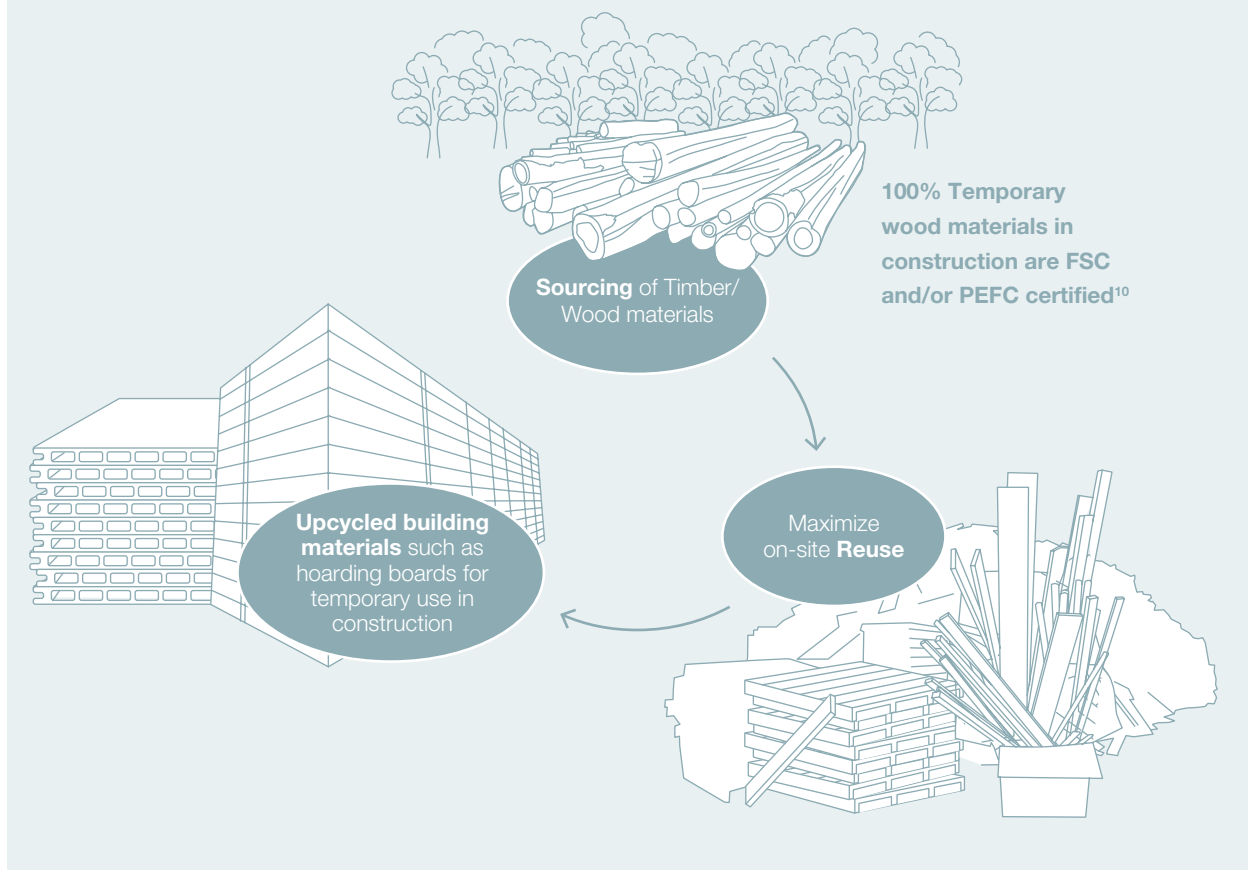 100% Temporary
wood materials in
construction are FSC
and/or PEFC certified¹⁰
Sourcing of Timber/
Wood materials
Maximize
on-site Reuse
Upcycled building
materials such as
hoarding boards for
temporary use in
construction